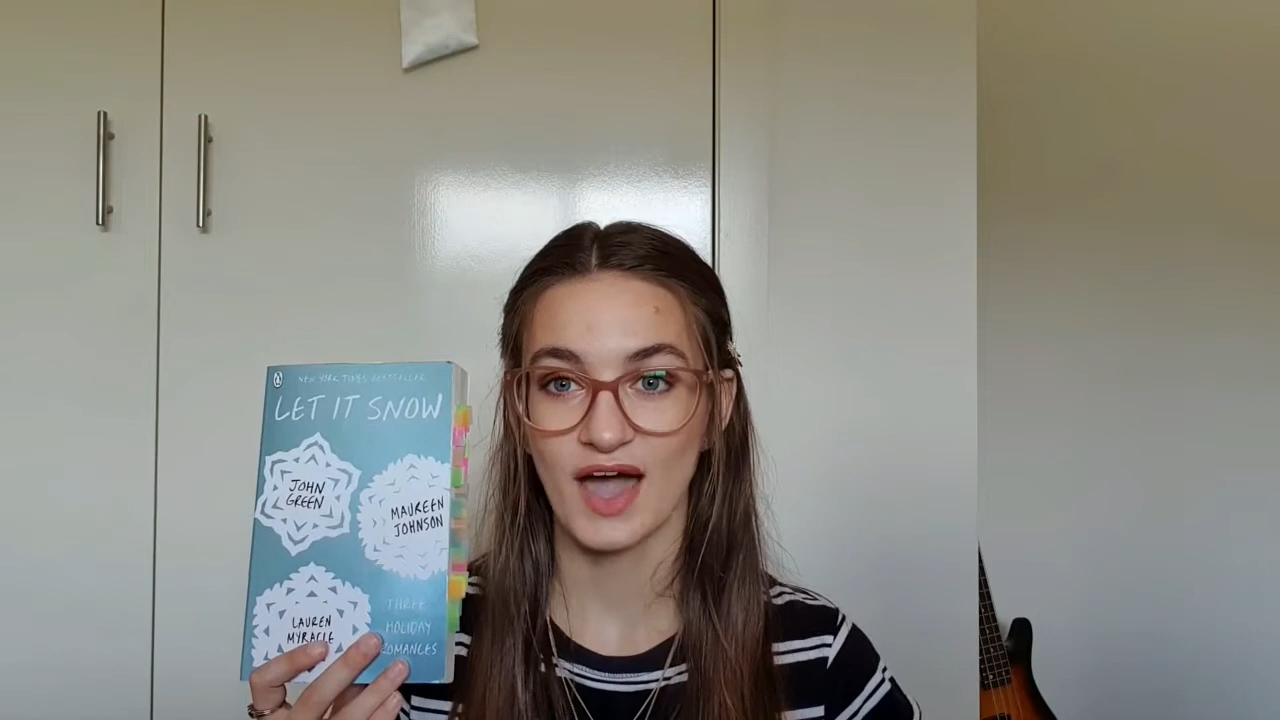 NEW YORK TIMES BESTSELLER
LET IT SNOW
JOHN
GREEN
MAUREEN
JOHNSON
LAUREN
MYRACLE
THREE
HOLIDAY
ROMANCES